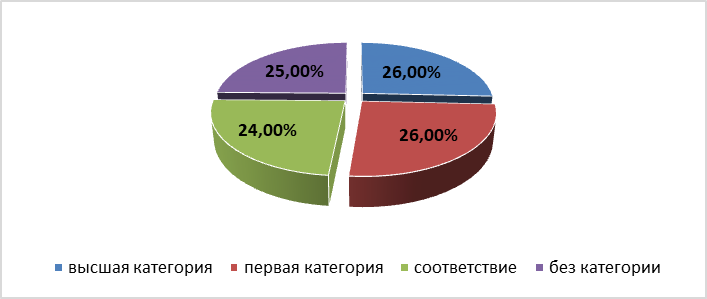 25,00% 26,00%
24,00% 26,00%
высшая категория первая категория соответствие без категории